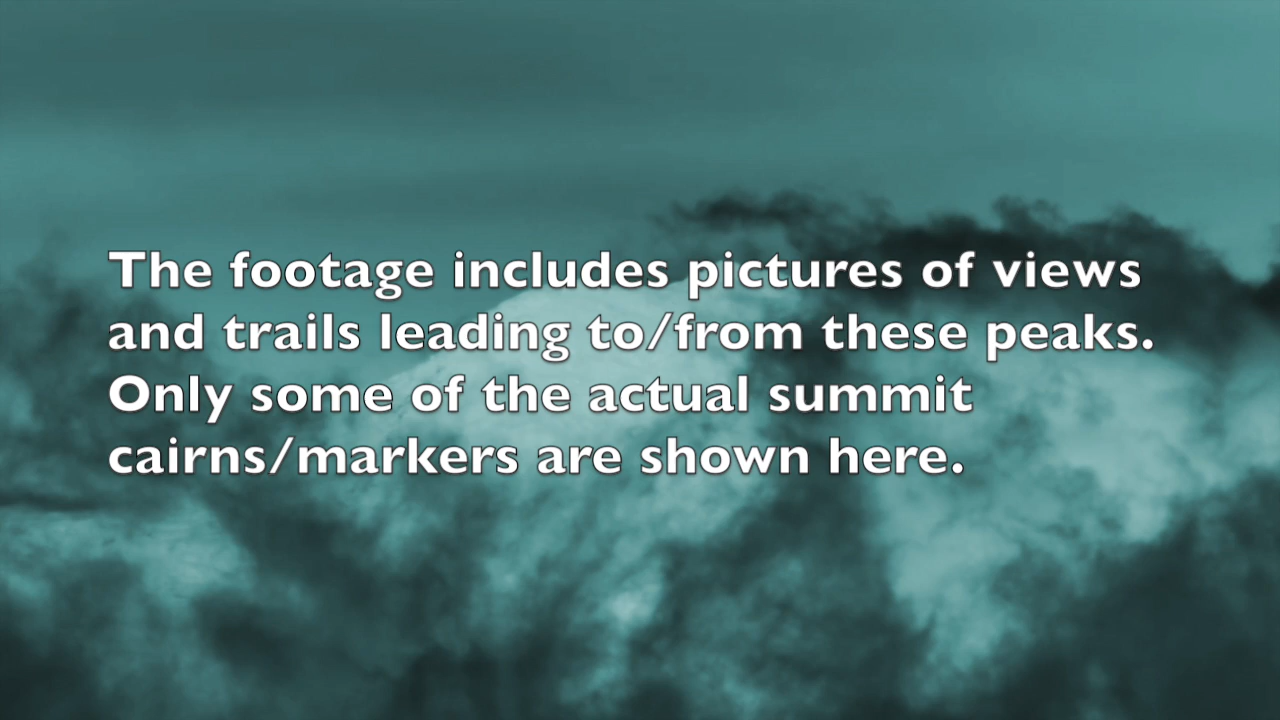 The footage includes pictures of views
and trails leading to/from these peaks.
Only some of the actual summit
cairns/markers are shown here.